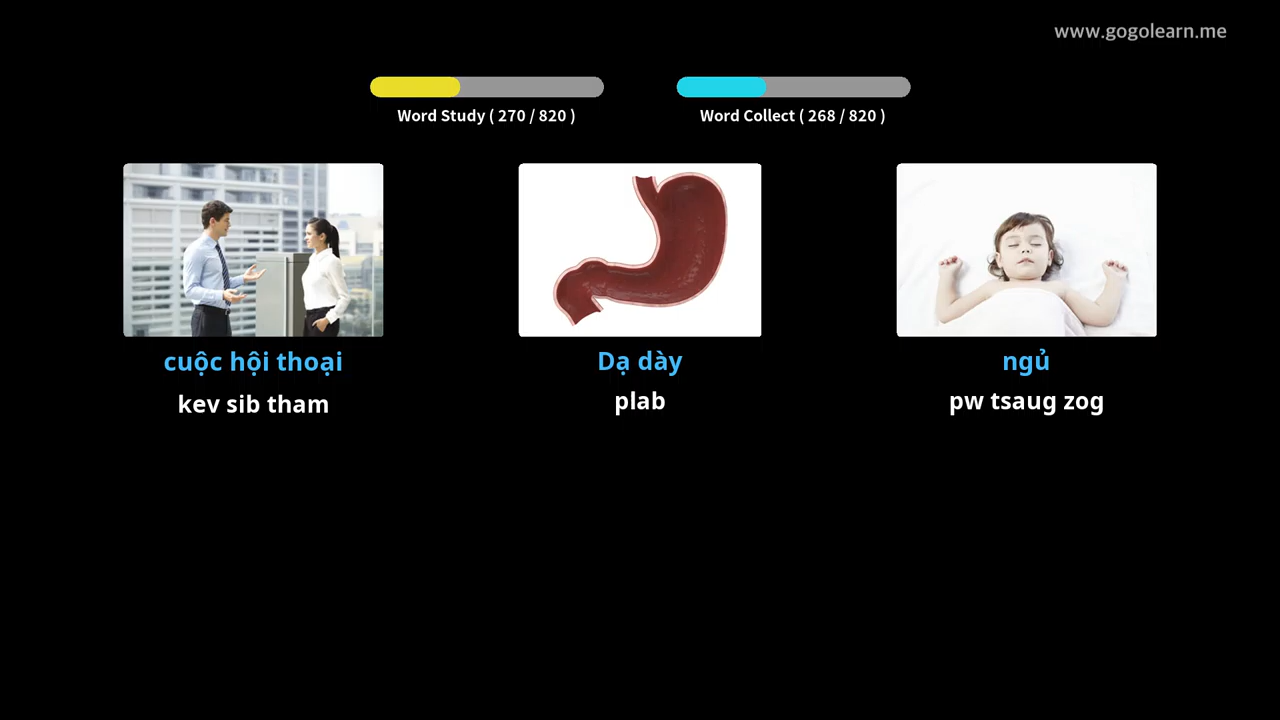 www.gogolearn.me
Word Study ( 270 / 820 )
Word Collect ( 268 / 820 )
cuộc hội thoại
kev sib tham
Dạ dày
plab
ngủ
pw tsaug zog